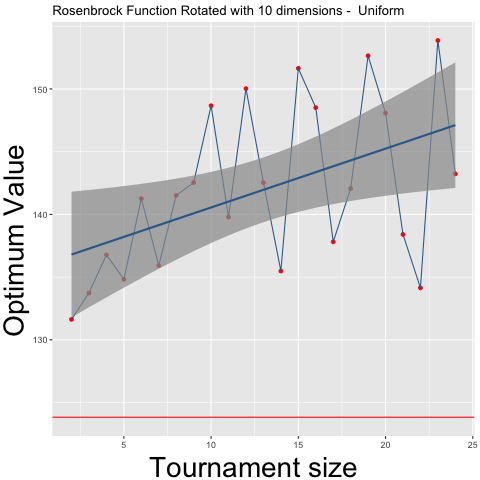 Rosenbrock Function Rotated with 10 dimensions -  Uniform
Optimum Value
150
140
130
5
10
15
20
25
Tournament size